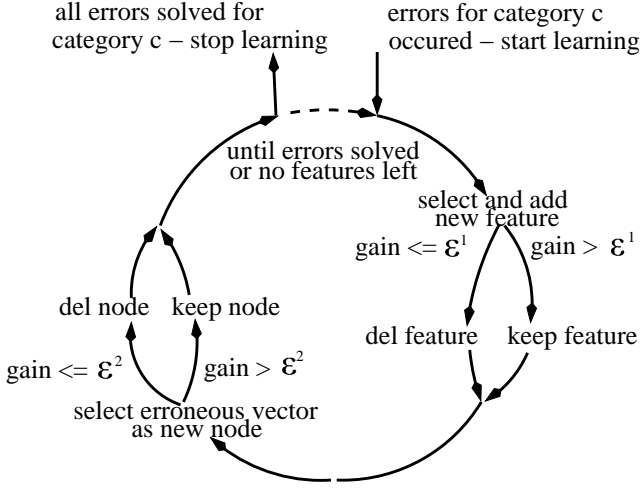 all errors solved for
category c – stop learning
errors for category c
occured – start learning
until errors solved
or no features left
select and add
new feature
gain <= ε¹
gain > ε¹
del feature
keep feature
del node
keep node
gain <= ε²
gain > ε²
select erroneous vector
as new node